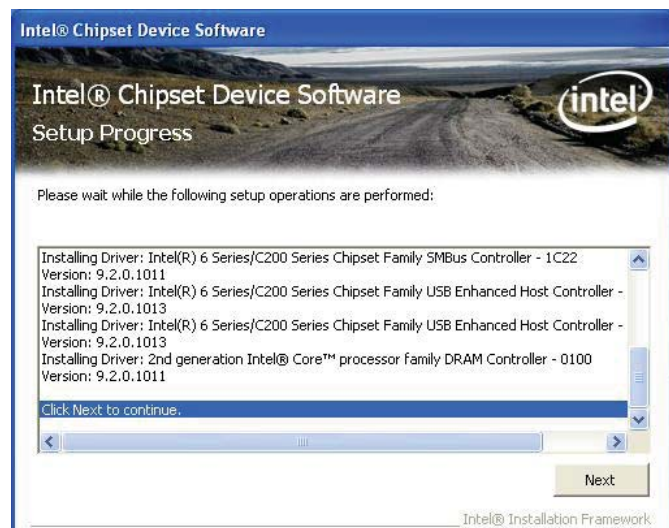 Intel® Chipset Device Software
Intel® Chipset Device Software
intel
Setup Progress
Please wait while the following setup operations are performed:
Installing Driver: Intel(R) 6 Series/C200 Series Chipset Family SMBus Controller - 1C22
Version: 9.2.0.1011
Installing Driver: Intel(R) 6 Series/C200 Series Chipset Family USB Enhanced Host Controller -
Version: 9.2.0.1013
Installing Driver: Intel(R) 6 Series/C200 Series Chipset Family USB Enhanced Host Controller -
Version: 9.2.0.1013
Installing Driver: 2nd generation Intel® Core™ processor family DRAM Controller - 0100
Version: 9.2.0.1011
Click Next to continue.
Next
Intel® Installation Framework